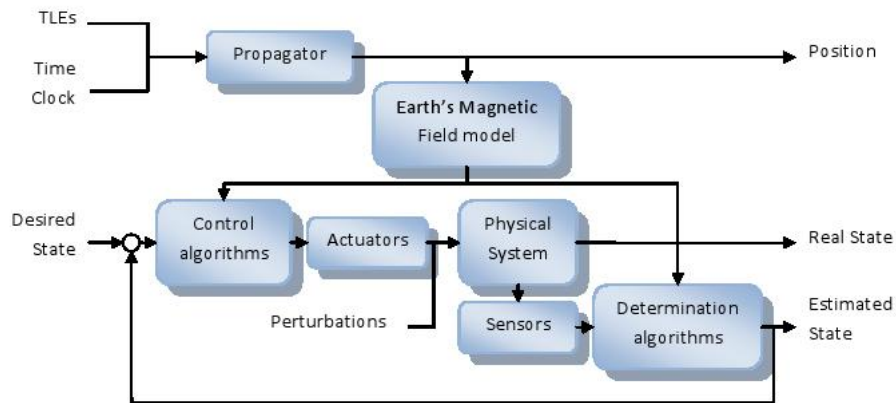 TLEs
Propagator
Position
Time
Clock
Earth's Magnetic
Field model
Desired
State
Control
algorithms
Actuators
Physical
System
Real State
Perturbations
Sensors
Determination
algorithms
Estimated
State